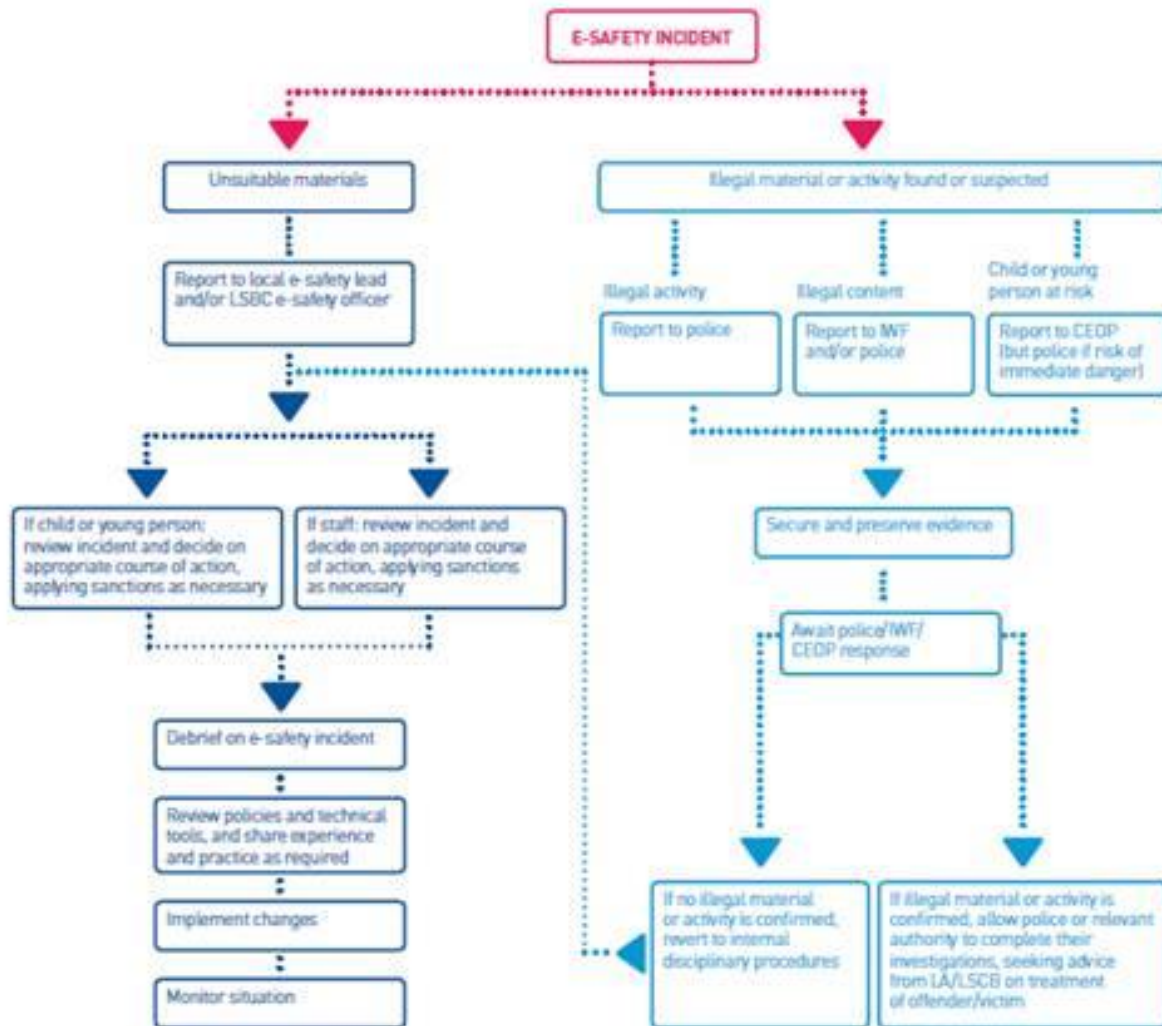 E-SAFETY INCIDENT
Unsuitable materials
Illegal material or activity found or suspected
Report to local e-safety lead
and/or LSBC e-safety officer
Illegal activity
Report to police
Illegal content
Report to IWF
and/or police
Child or young
person at risk
Report to CEOP
(but police if risk of
immediate danger)
If child or young person:
review incident and decide on
appropriate course of action,
applying sanctions as necessary
If staff: review incident and
decide on appropriate course
of action, applying sanctions
as necessary
Secure and preserve evidence
Await police/IWF/
CEOP response
Debrief on e-safety incident
Review policies and technical
tools, and share experience
and practice as required
Implement changes
Monitor situation
If no illegal material
or activity is confirmed,
revert to internal
disciplinary procedures
If illegal material or activity is
confirmed, allow police or relevant
authority to complete their
investigations, seeking advice
from LA/LSCB on treatment
of offender/victim